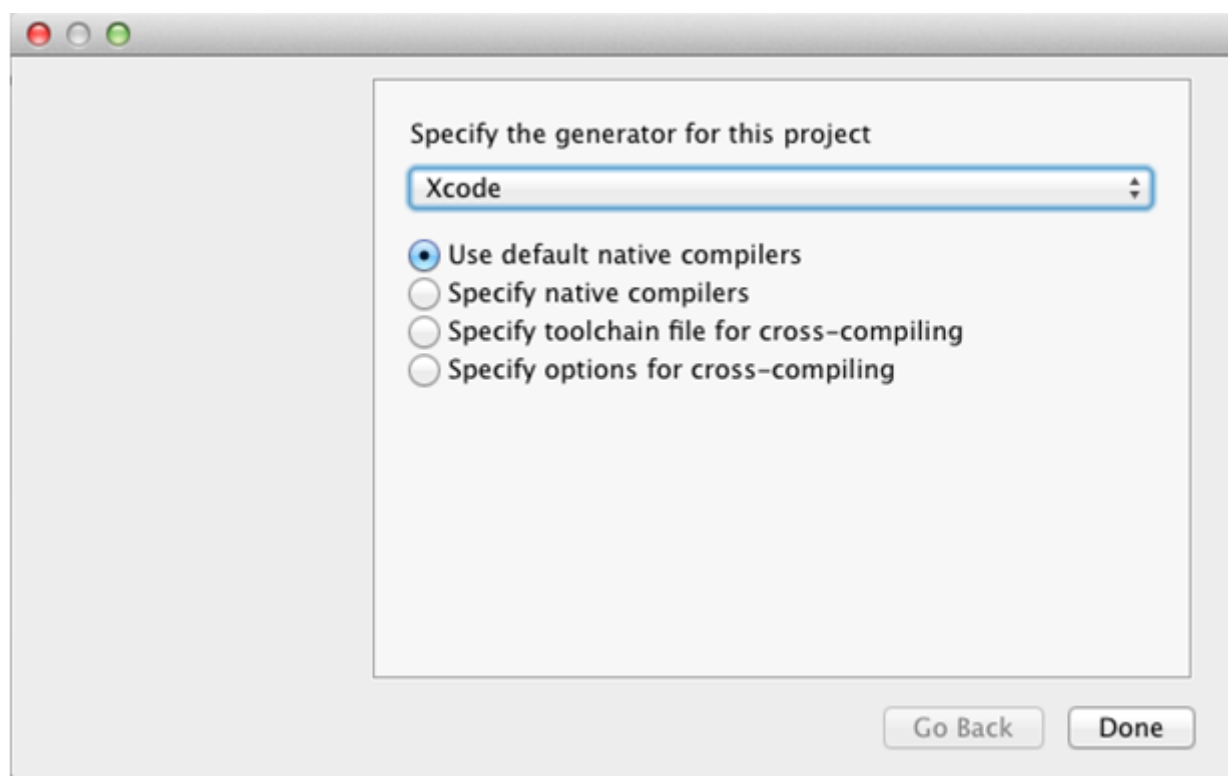 Specify the generator for this project
Xcode
Use default native compilers
Specify native compilers
Specify toolchain file for cross-compiling
Specify options for cross-compiling
Go Back
Done